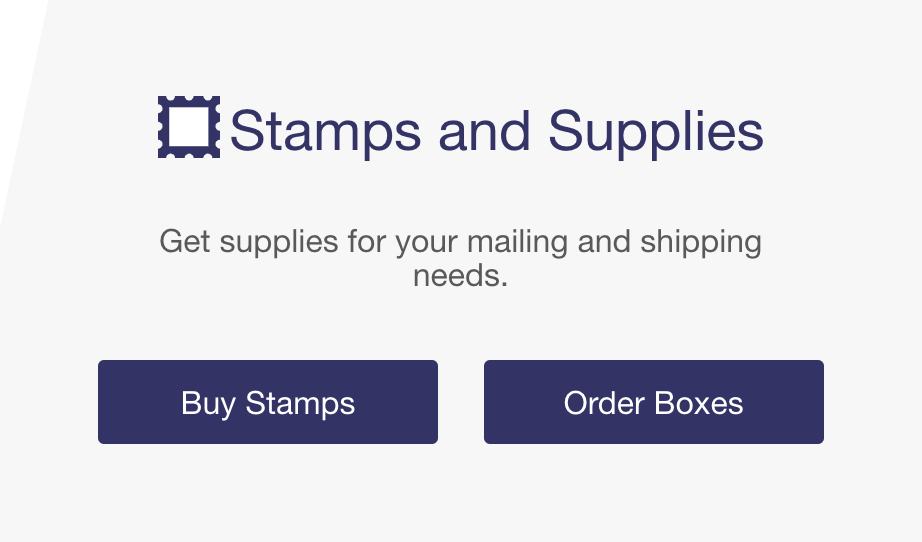 Stamps and Supplies
Get supplies for your mailing and shipping
needs.
Buy Stamps
Order Boxes